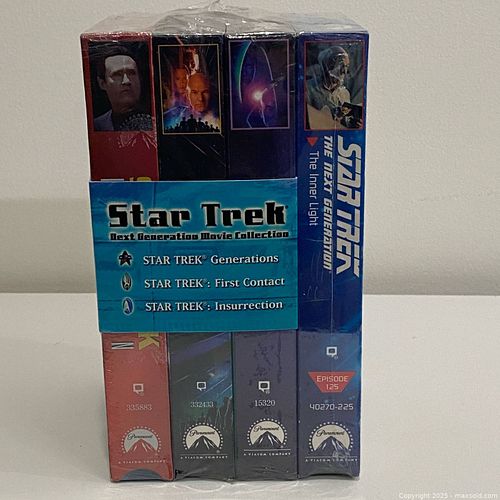 Star Trek
Next Generation Movie Collection
STAR TREK® Generations
STAR TREK®: First Contact
STAR TREK®: Insurrection
STAR TREK
THE NEXT GENERATION®
The Inner Light
335883
332433
15320
EPISODE
125
40270-225
Paramount
A VIACOM COMPANY
Paramount
A VIACOM COMPANY
Paramount
A VIACOM COMPANY
Paramount
A VIACOM COMPANY
Copyright 2025 - maxsold.com